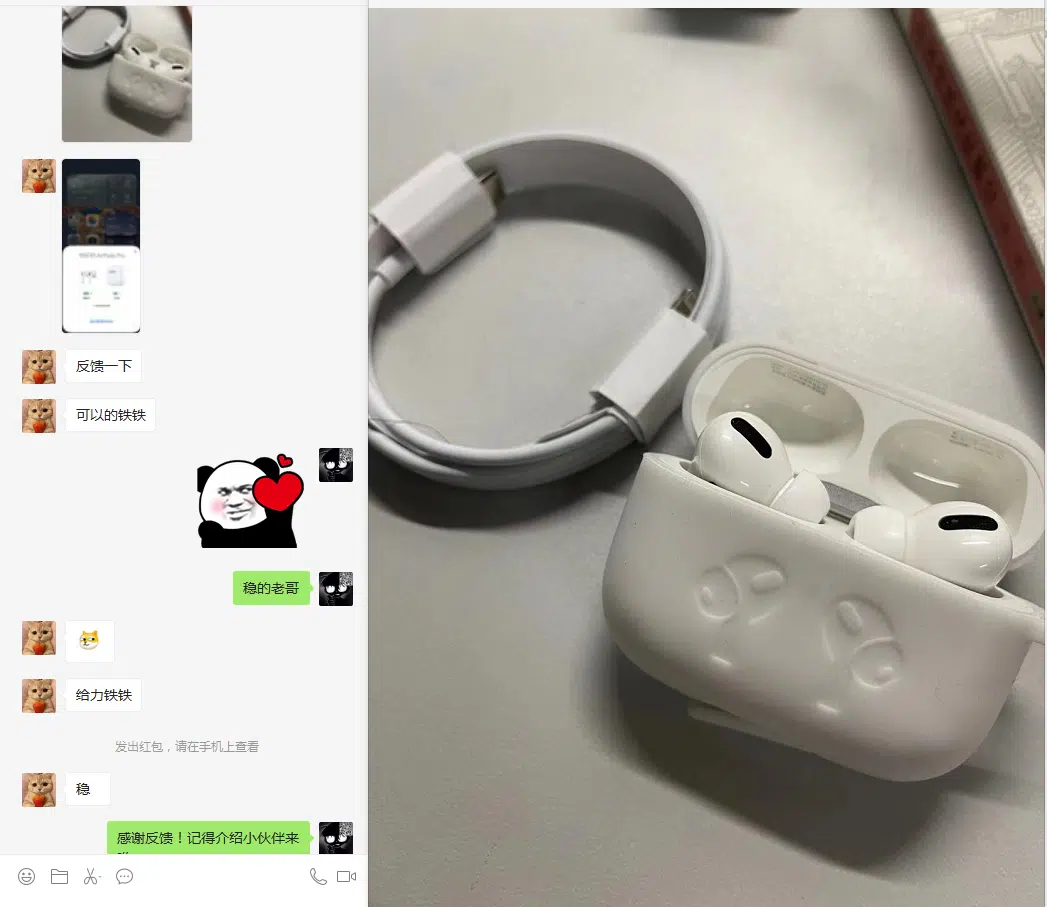 反馈一下
可以的铁铁
稳的老哥
给力铁铁
发出红包，请在手机上查看
稳
感谢反馈！记得介绍小伙伴来